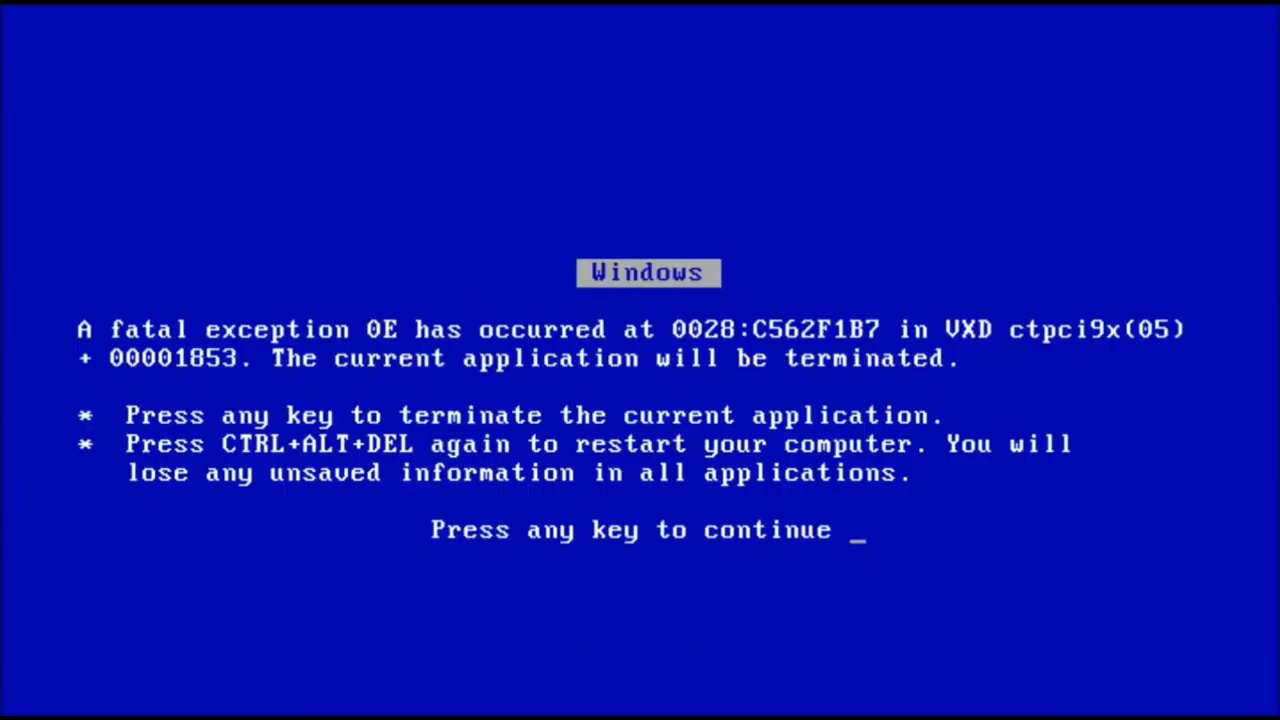 Windows
A fatal exception 0E has occurred at 0028:C562F1B7 in VXD ctpci9x(05)
+ 00001853. The current application will be terminated.
* Press any key to terminate the current application.
* Press CTRL+ALT+DEL again to restart your computer. You will
lose any unsaved information in all applications.
Press any key to continue _